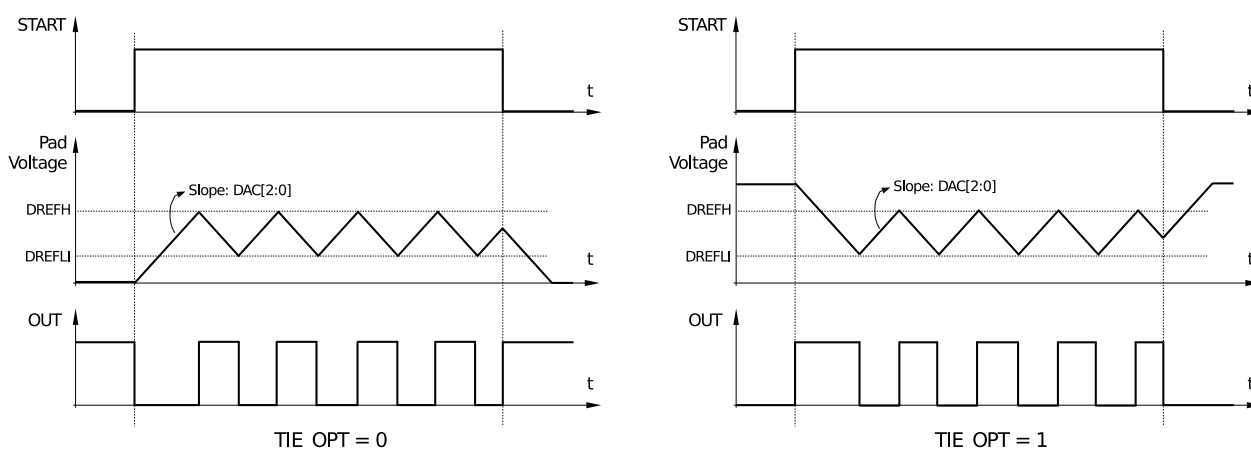 START
t
Pad
Voltage
Slope: DAC[2:0]
DREFH
DREFLI
t
OUT
t
TIE OPT = 0
START
t
Pad
Voltage
Slope: DAC[2:0]
DREFH
DREFLI
t
OUT
t
TIE OPT = 1